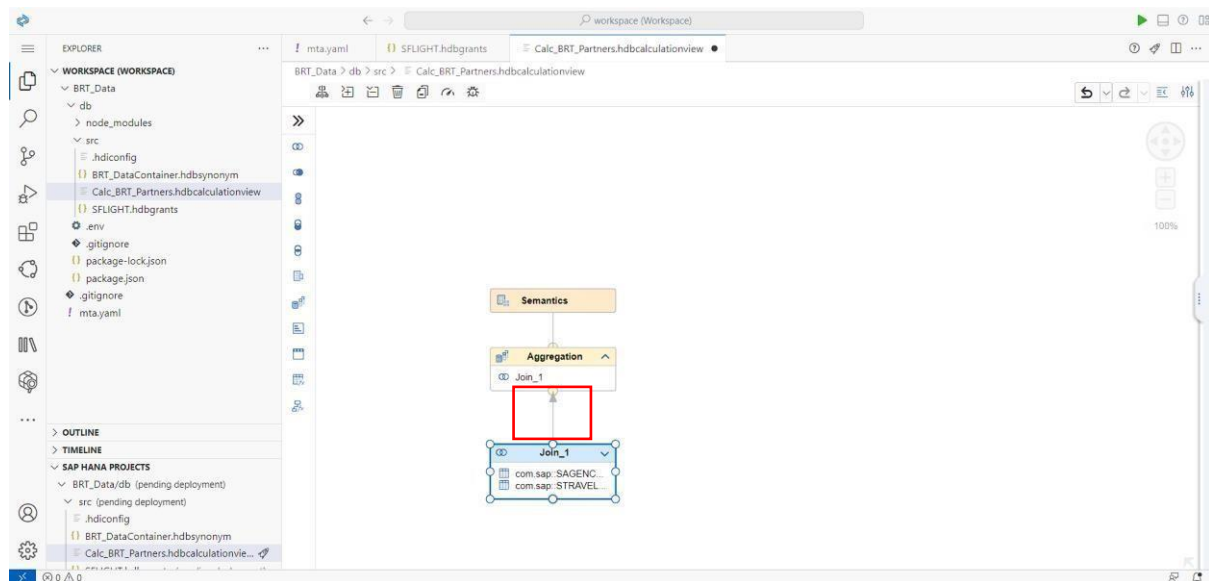 workspace (Workspace)
EXPLORER
...
! mta.yaml
{} SFLIGHT.hdbgrants
Calc_BRT_Partners.hdbcalculationview ●
...
WORKSPACE (WORKSPACE)
BRT_Data > db > src > Calc_BRT_Partners.hdbcalculationview
BRT_Data
db
node_modules
src
.hdiconfig
{} BRT_DataContainer.hdbsynonym
Calc_BRT_Partners.hdbcalculationview
{} SFLIGHT.hdbgrants
.env
.gitignore
{} package-lock.json
{} package.json
.gitignore
! mta.yaml
100%
Semantics
Aggregation
Join_1
Join_1
com.sap::SAGENC...
com.sap::STRAVEL...
...
OUTLINE
TIMELINE
SAP HANA PROJECTS
BRT_Data/db (pending deployment)
src (pending deployment)
.hdiconfig
{} BRT_DataContainer.hdbsynonym
Calc_BRT_Partners.hdbcalculationvie...
0 0